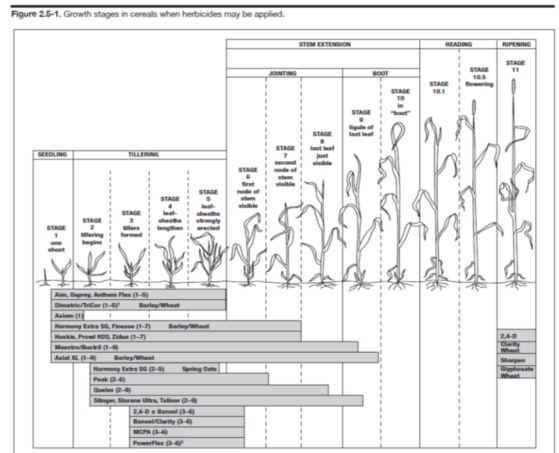 Figure 2.5-1. Growth stages in cereals when herbicides may be applied.
STEM EXTENSION
HEADING
RIPENING
JOINTING
BOOT
SEEDLING
TILLERING
STAGE
1
one
shoot
STAGE
2
tillering
begins
STAGE
3
tillers
formed
STAGE
4
leaf-
sheaths
lengthen
STAGE
5
leaf-
sheaths
strongly
erected
STAGE
6
first
node of
stem
visible
STAGE
7
second
node of
stem
visible
STAGE
8
last leaf
just
visible
STAGE
9
ligule of
last leaf
STAGE
10
in
"boot"
STAGE
10.1
STAGE
10.5
flowering
STAGE
11
Aim, Osprey, Anthem Flex (1–5)
Dimetric/TriCor (1–5)¹ Barley/Wheat
Axiom (1)
Harmony Extra SG, Finesse (1–7) Barley/Wheat
Huskie, Prowl H2O, Zidua (1–7)
Maestro/Buctril (1–9)
Axial XL (1–9) Barley/Wheat
Harmony Extra SG (2–5) Spring Oats
Peak (2–6)
Quelex (2–8)
Stinger, Starane Ultra, Talinor (2–9)
2,4-D ± Banvel (3–6)
Banvel/Clarity (3–6)
MCPA (3–6)
PowerFlex (3–6)²
2,4-D
Clarity
Wheat
Sharpen
Glyphosate
Wheat